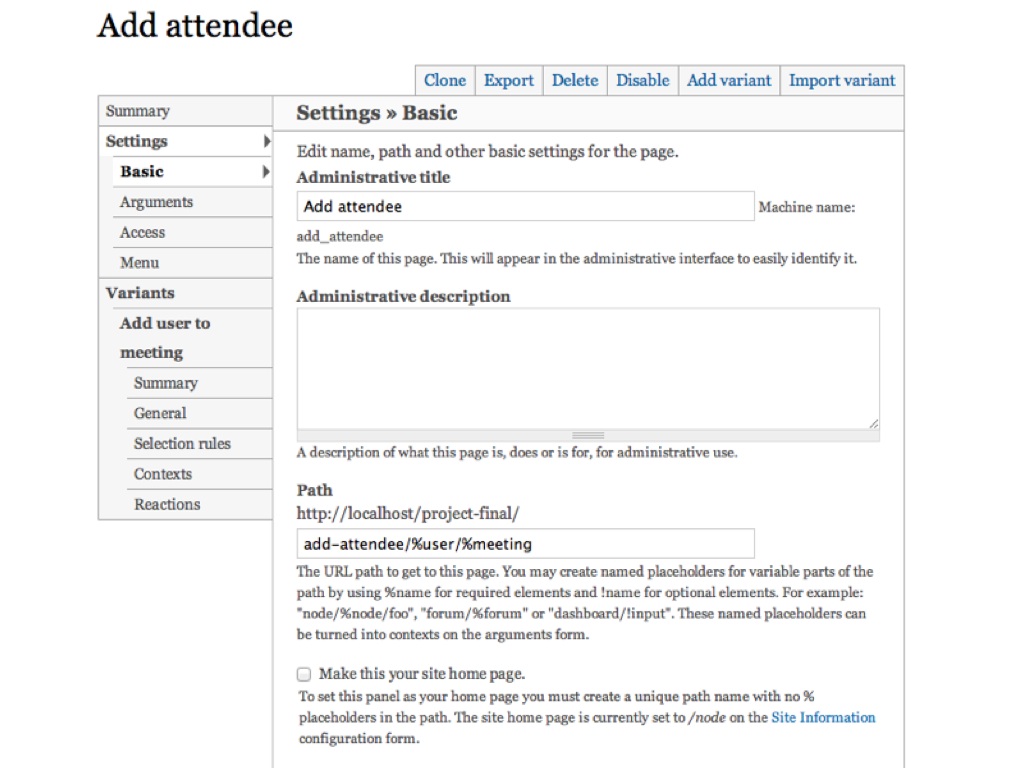 Add attendee
Clone Export Delete Disable Add variant Import variant
Summary
Settings
Basic
Arguments
Access
Menu
Variants
Add user to
meeting
Summary
General
Selection rules
Contexts
Reactions
Settings » Basic
Edit name, path and other basic settings for the page.
Administrative title
Add attendee Machine name:
add_attendee
The name of this page. This will appear in the administrative interface to easily identify it.
Administrative description
A description of what this page is, does or is for, for administrative use.
Path
http://localhost/project-final/
add-attendee/%user/%meeting
The URL path to get to this page. You may create named placeholders for variable parts of the
path by using %name for required elements and !name for optional elements. For example:
"node/%node/foo", "forum/%forum" or "dashboard/!input". These named placeholders can
be turned into contexts on the arguments form.
Make this your site home page.
To set this panel as your home page you must create a unique path name with no %
placeholders in the path. The site home page is currently set to /node on the Site Information
configuration form.